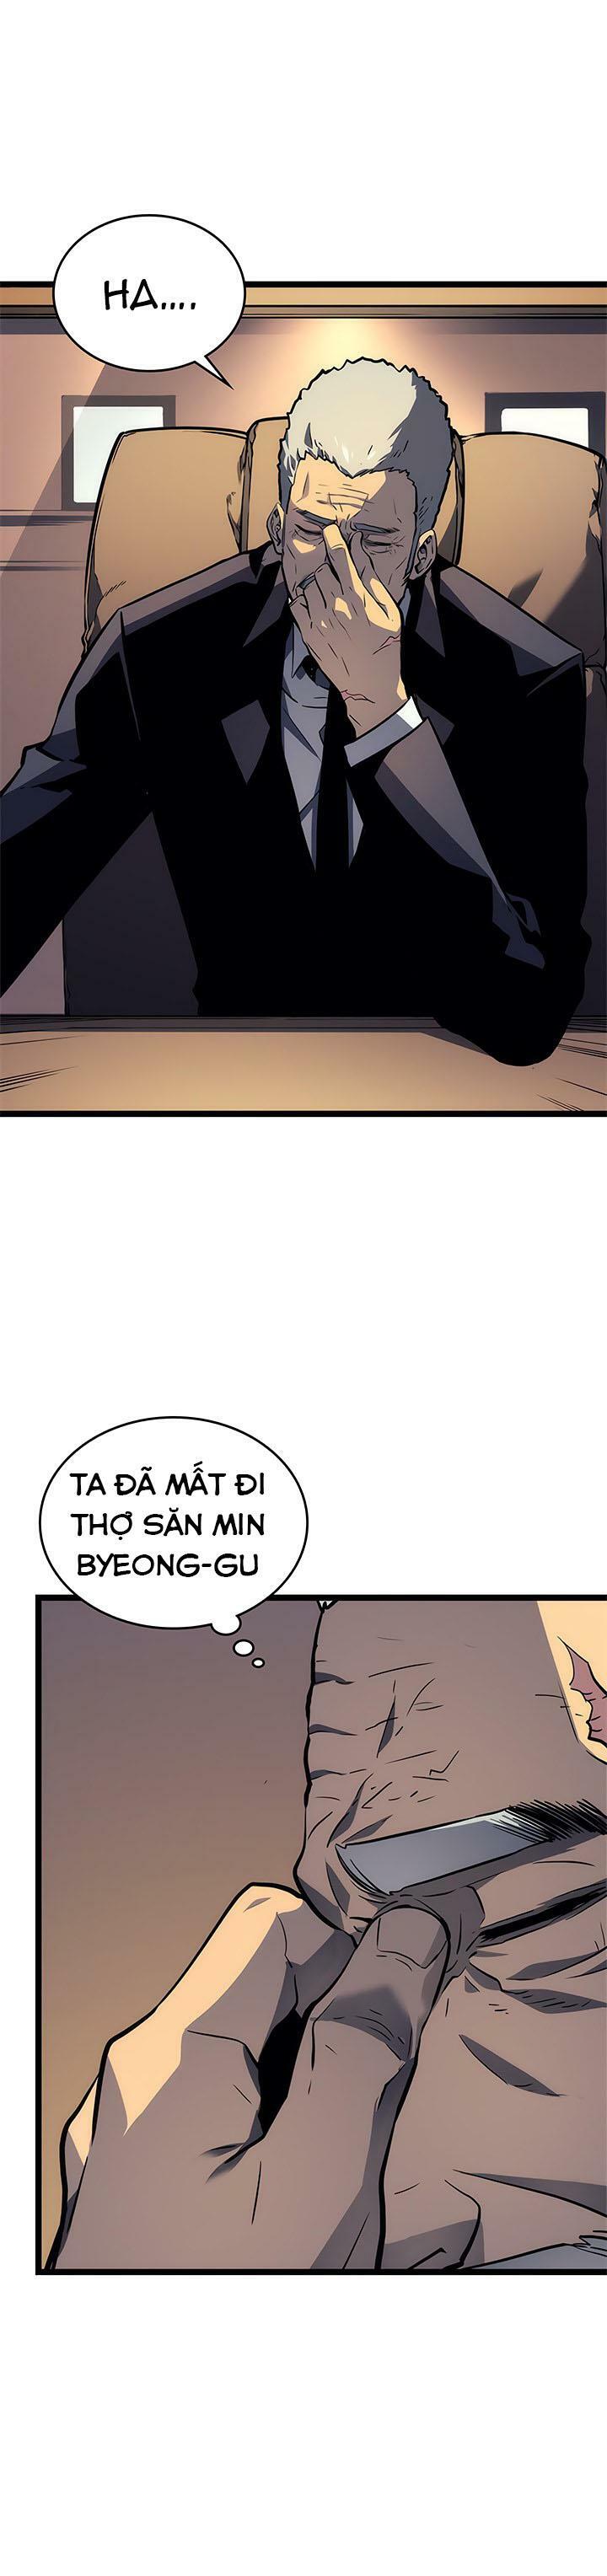 HA....
TA ĐÃ MẤT ĐI
THỢ SĂN MIN
BYEONG-GU